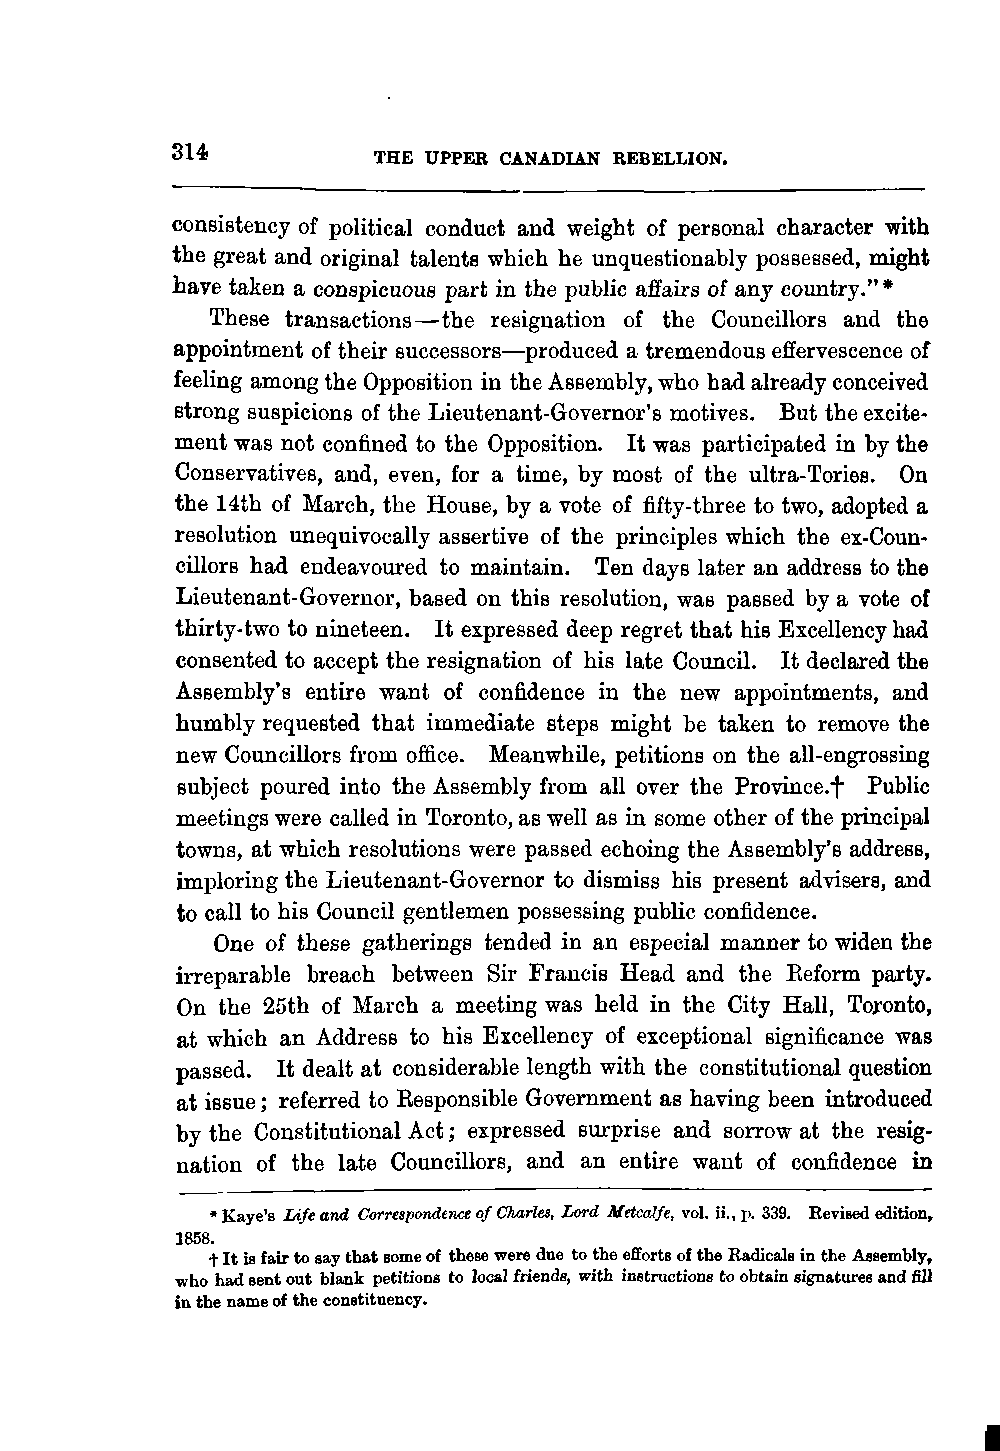 314
THE UPPER CANADIAN REBELLION.
consistency of political conduct and weight of personal character with
the great and original talents which he unquestionably possessed, might
have taken a conspicuous part in the public affairs of any country."*
These transactions—the resignation of the Councillors and the
appointment of their successors—produced a tremendous effervescence of
feeling among the Opposition in the Assembly, who had already conceived
strong suspicions of the Lieutenant-Governor's motives. But the excite-
ment was not confined to the Opposition. It was participated in by the
Conservatives, and, even, for a time, by most of the ultra-Tories. On
the 14th of March, the House, by a vote of fifty-three to two, adopted a
resolution unequivocally assertive of the principles which the ex-Coun-
cillors had endeavoured to maintain. Ten days later an address to the
Lieutenant-Governor, based on this resolution, was passed by a vote of
thirty-two to nineteen. It expressed deep regret that his Excellency had
consented to accept the resignation of his late Council. It declared the
Assembly's entire want of confidence in the new appointments, and
humbly requested that immediate steps might be taken to remove the
new Councillors from office. Meanwhile, petitions on the all-engrossing
subject poured into the Assembly from all over the Province.† Public
meetings were called in Toronto, as well as in some other of the principal
towns, at which resolutions were passed echoing the Assembly's address,
imploring the Lieutenant-Governor to dismiss his present advisers, and
to call to his Council gentlemen possessing public confidence.
One of these gatherings tended in an especial manner to widen the
irreparable breach between Sir Francis Head and the Reform party.
On the 25th of March a meeting was held in the City Hall, Toronto,
at which an Address to his Excellency of exceptional significance was
passed. It dealt at considerable length with the constitutional question
at issue; referred to Responsible Government as having been introduced
by the Constitutional Act; expressed surprise and sorrow at the resig-
nation of the late Councillors, and an entire want of confidence in
* Kaye's Life and Correspondence of Charles, Lord Metcalfe, vol. ii., p. 339. Revised edition,
1858.
† It is fair to say that some of these were due to the efforts of the Radicals in the Assembly,
who had sent out blank petitions to local friends, with instructions to obtain signatures and fill
in the name of the constituency.